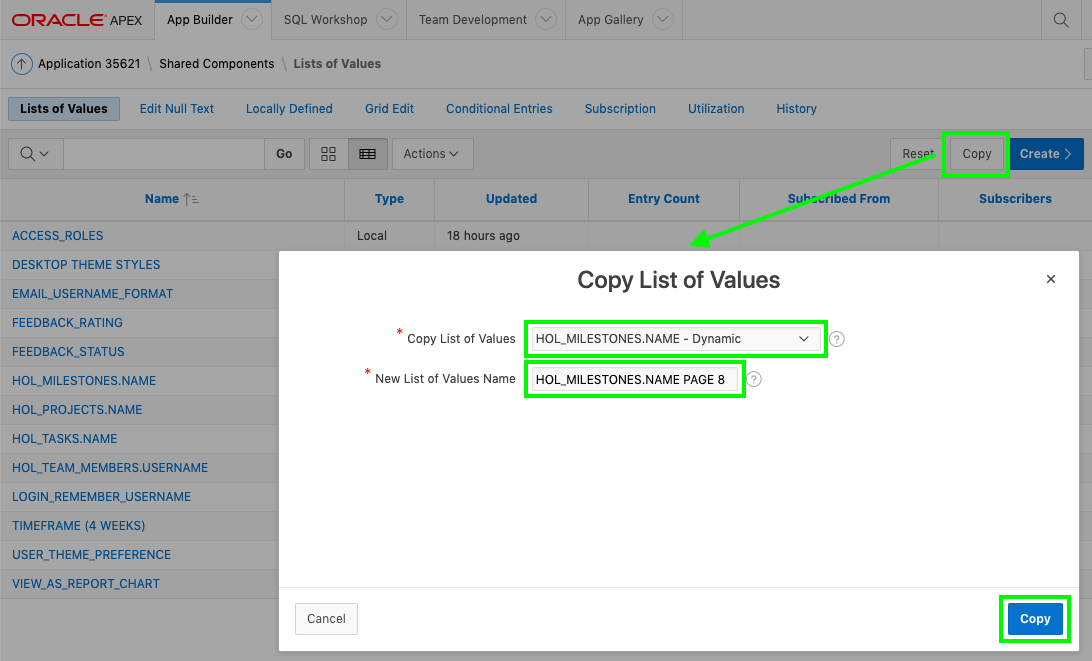 ORACLE APEX App Builder SQL Workshop Team Development App Gallery
Application 35621 \ Shared Components \ Lists of Values
Lists of Values Edit Null Text Locally Defined Grid Edit Conditional Entries Subscription Utilization History
Go Actions Reset Copy Create
Name Type Updated Entry Count Subscribed From Subscribers
ACCESS_ROLES Local 18 hours ago
DESKTOP THEME STYLES
EMAIL_USERNAME_FORMAT
FEEDBACK_RATING
FEEDBACK_STATUS
HOL_MILESTONES.NAME
HOL_PROJECTS.NAME
HOL_TASKS.NAME
HOL_TEAM_MEMBERS.USERNAME
LOGIN_REMEMBER_USERNAME
TIMEFRAME (4 WEEKS)
USER_THEME_PREFERENCE
VIEW_AS_REPORT_CHART
Copy List of Values
* Copy List of Values HOL_MILESTONES.NAME - Dynamic ?
* New List of Values Name HOL_MILESTONES.NAME PAGE 8 ?
Cancel Copy